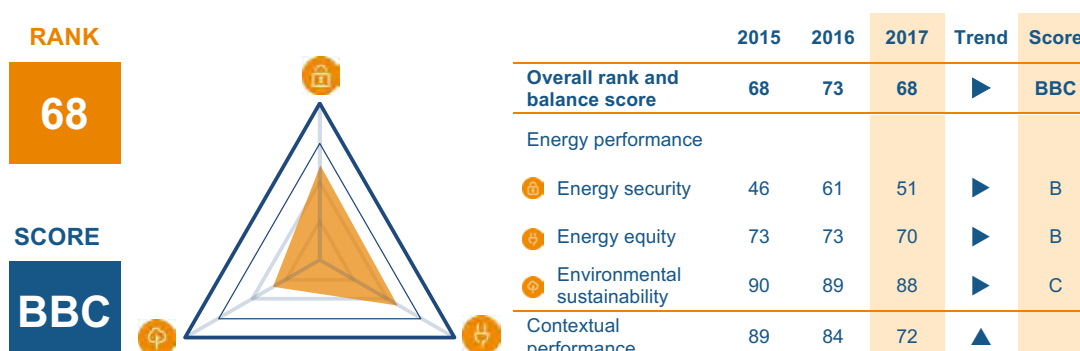 RANK
68
SCORE
BBC
2015 2016 2017 Trend Score
Overall rank and
balance score 68 73 68 BBC
Energy performance
Energy security 46 61 51 B
Energy equity 73 73 70 B
Environmental
sustainability 90 89 88 C
Contextual
performance 89 84 72